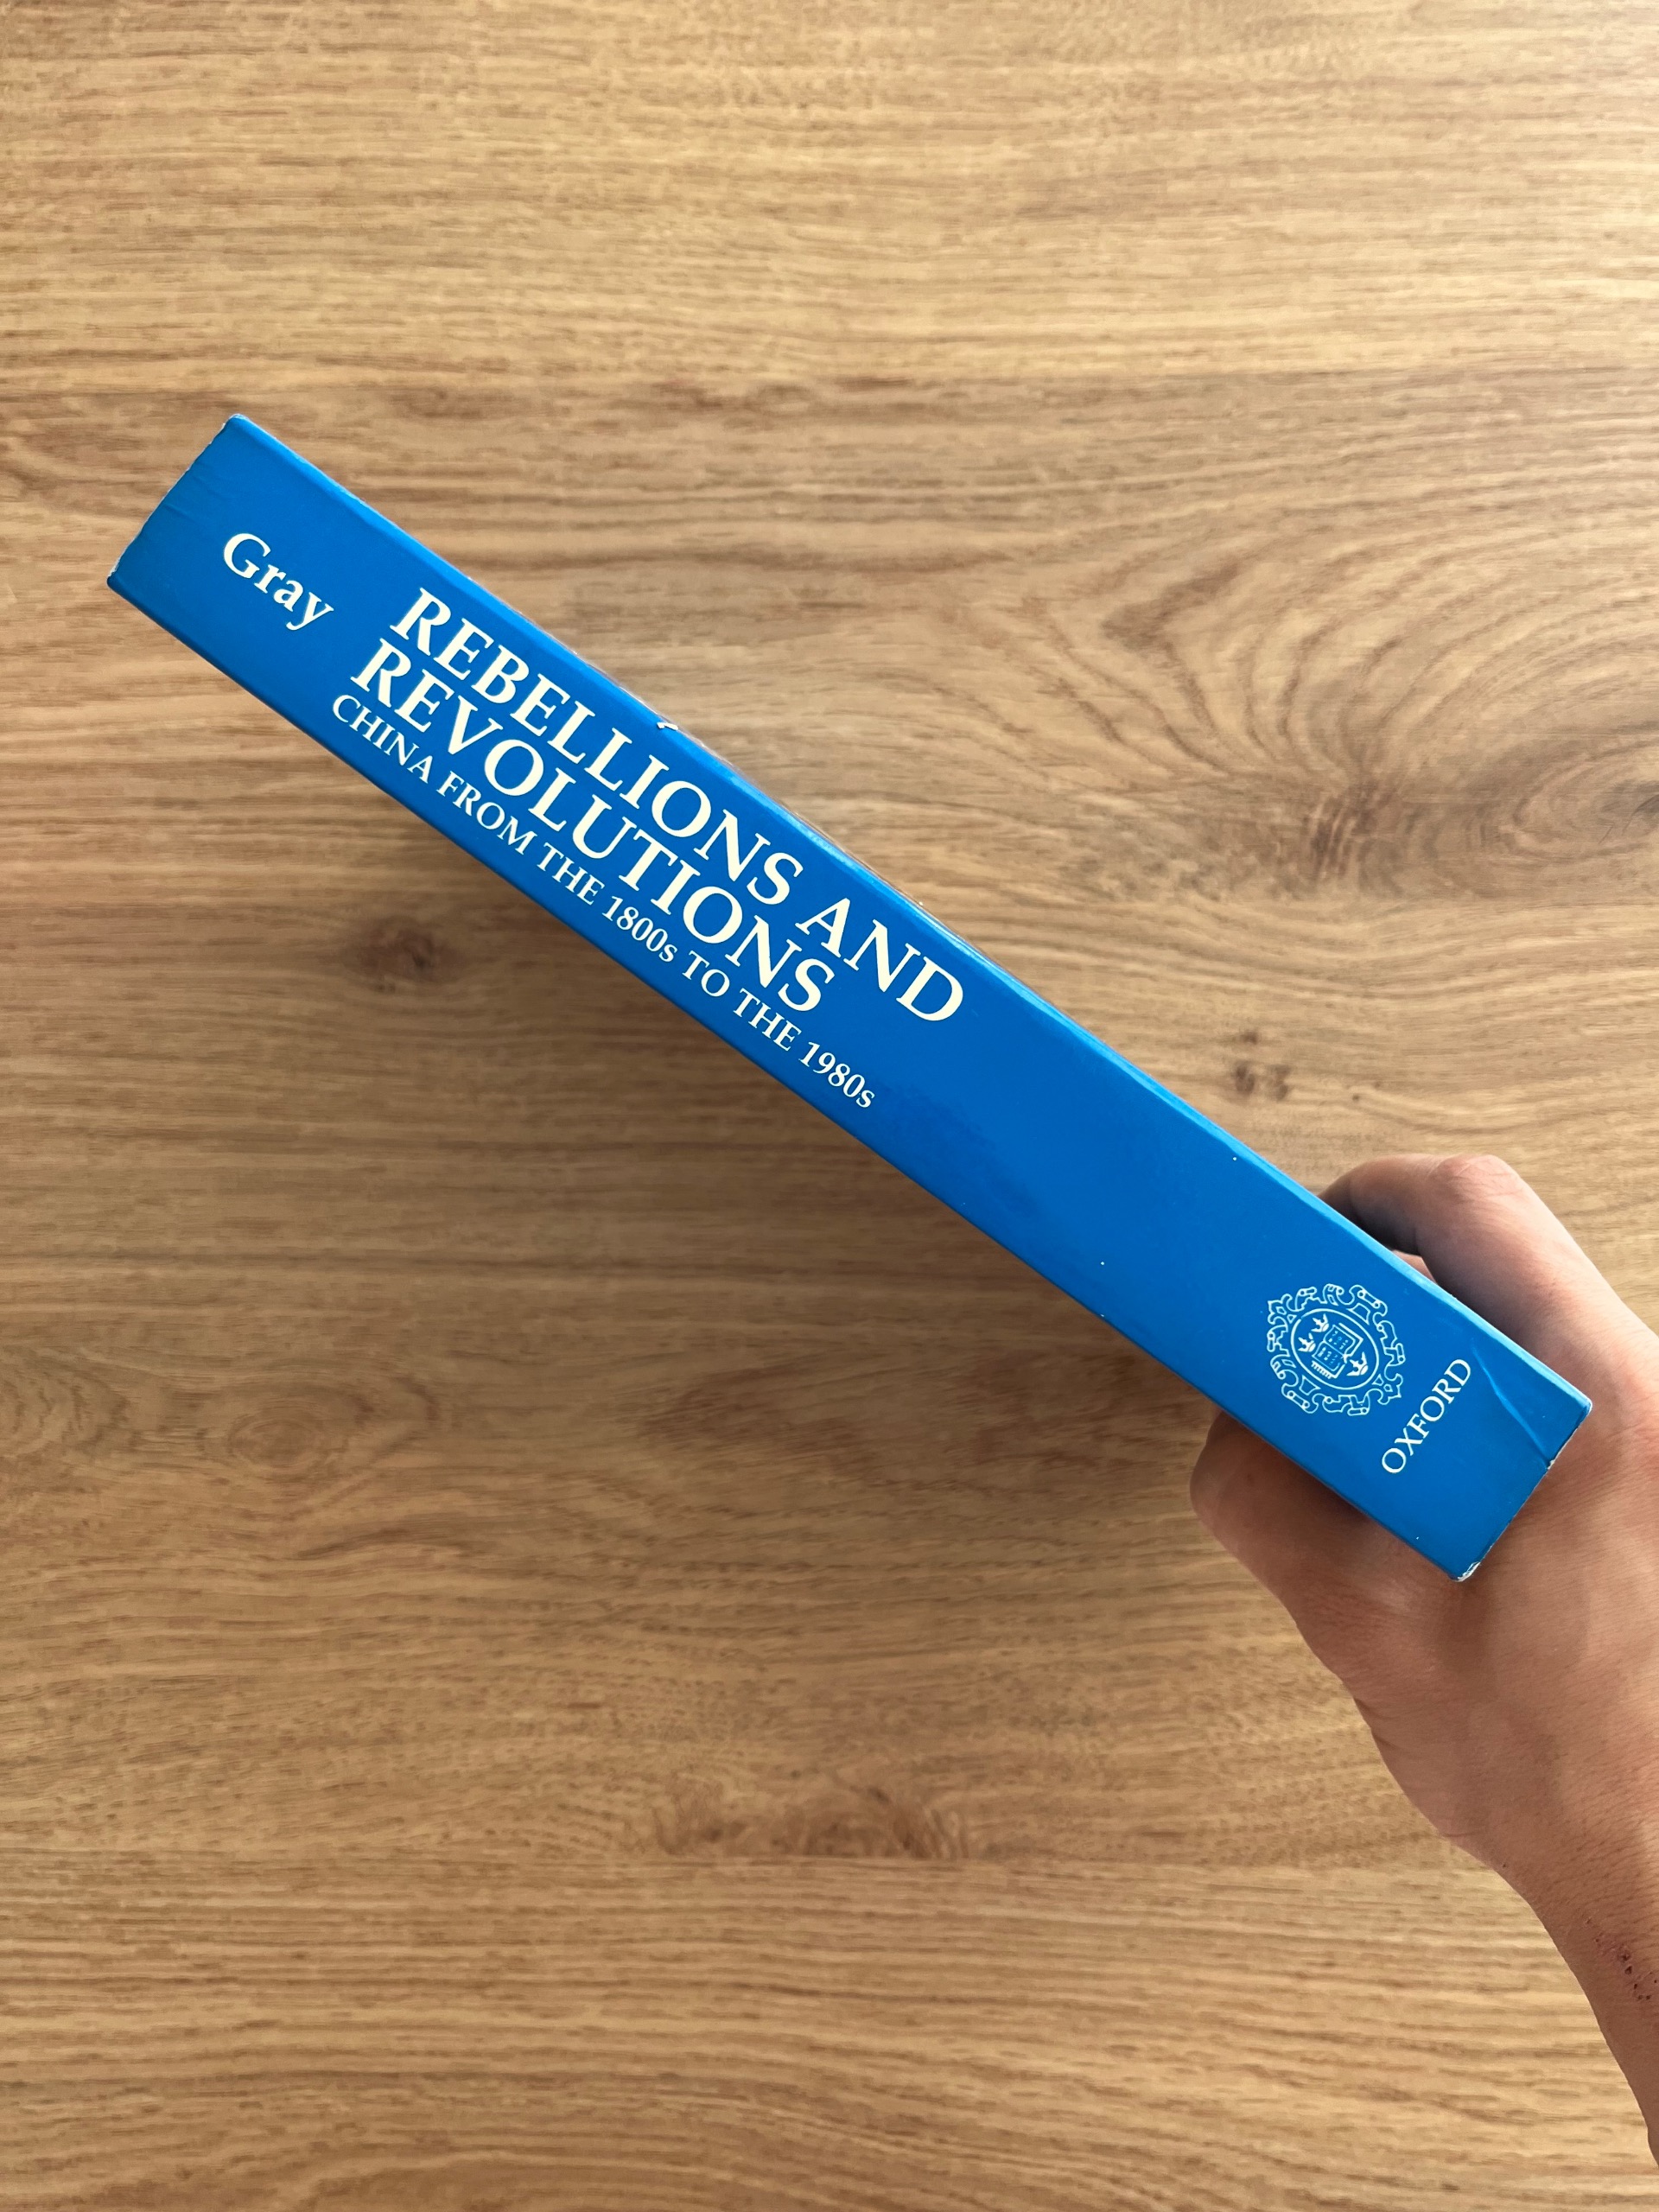 Gray
REBELLIONS AND
REVOLUTIONS
CHINA FROM THE 1800s TO THE 1980s
OXFORD